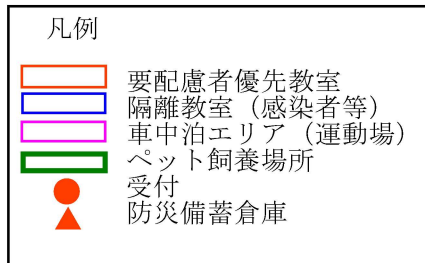 凡例
要配慮者優先教室
隔離教室（感染者等）
車中泊エリア（運動場）
ペット飼養場所
受付
防災備蓄倉庫